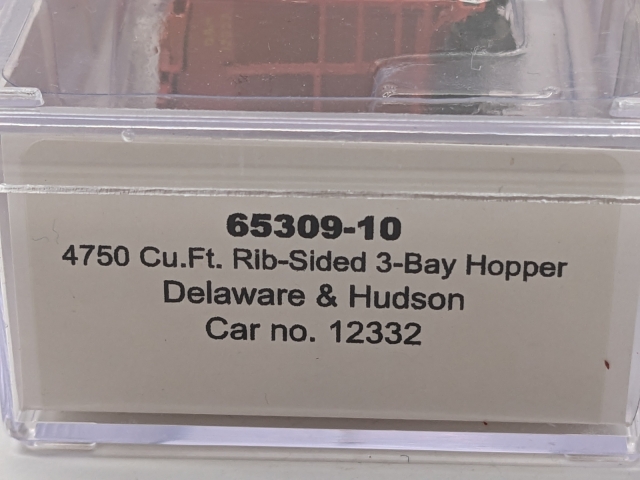 65309-10
4750 Cu.Ft. Rib-Sided 3-Bay Hopper
Delaware & Hudson
Car no. 12332